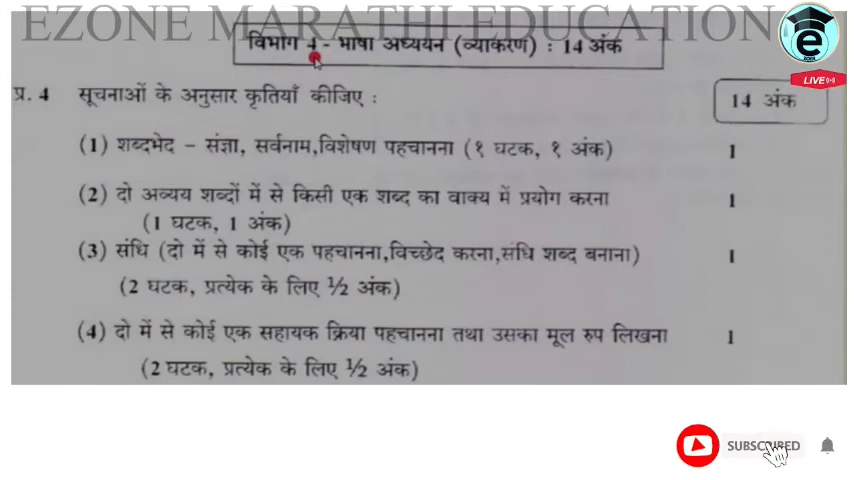 EZONE MARATHI EDUCATION
विभाग 4 - भाषा अध्ययन (व्याकरण) : 14 अंक
e
EZON
LIVE
प्र. 4 सूचनाओं के अनुसार कृतियाँ कीजिए : 14 अंक
(1) शब्दभेद – संज्ञा, सर्वनाम,विशेषण पहचानना (१ घटक, १ अंक) 1
(2) दो अव्यय शब्दों में से किसी एक शब्द का वाक्य में प्रयोग करना 1
(1 घटक, 1 अंक)
(3) संधि (दो में से कोई एक पहचानना,विच्छेद करना,संधि शब्द बनाना) 1
(2 घटक, प्रत्येक के लिए ½ अंक)
(4) दो में से कोई एक सहायक क्रिया पहचानना तथा उसका मूल रुप लिखना 1
(2 घटक, प्रत्येक के लिए ½ अंक)
SUBSCRIBED